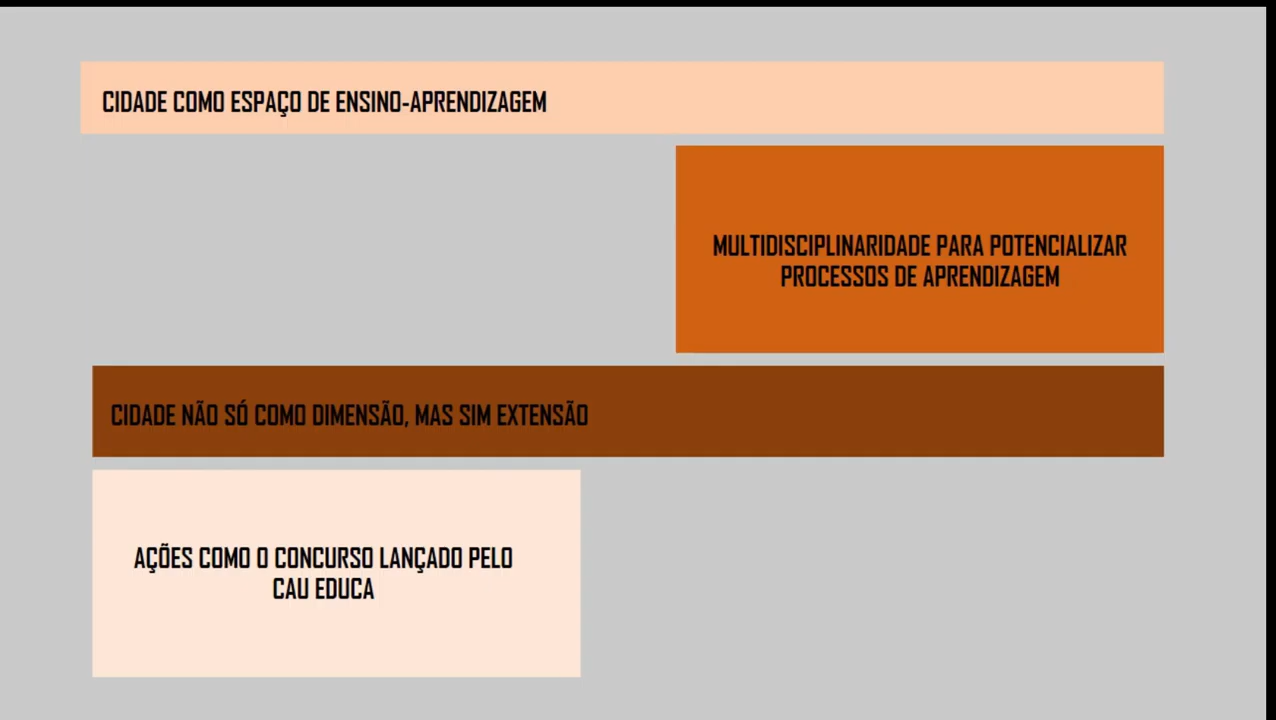 CIDADE COMO ESPAÇO DE ENSINO-APRENDIZAGEM
MULTIDISCIPLINARIDADE PARA POTENCIALIZAR
PROCESSOS DE APRENDIZAGEM
CIDADE NÃO SÓ COMO DIMENSÃO, MAS SIM EXTENSÃO
AÇÕES COMO O CONCURSO LANÇADO PELO
CAU EDUCA